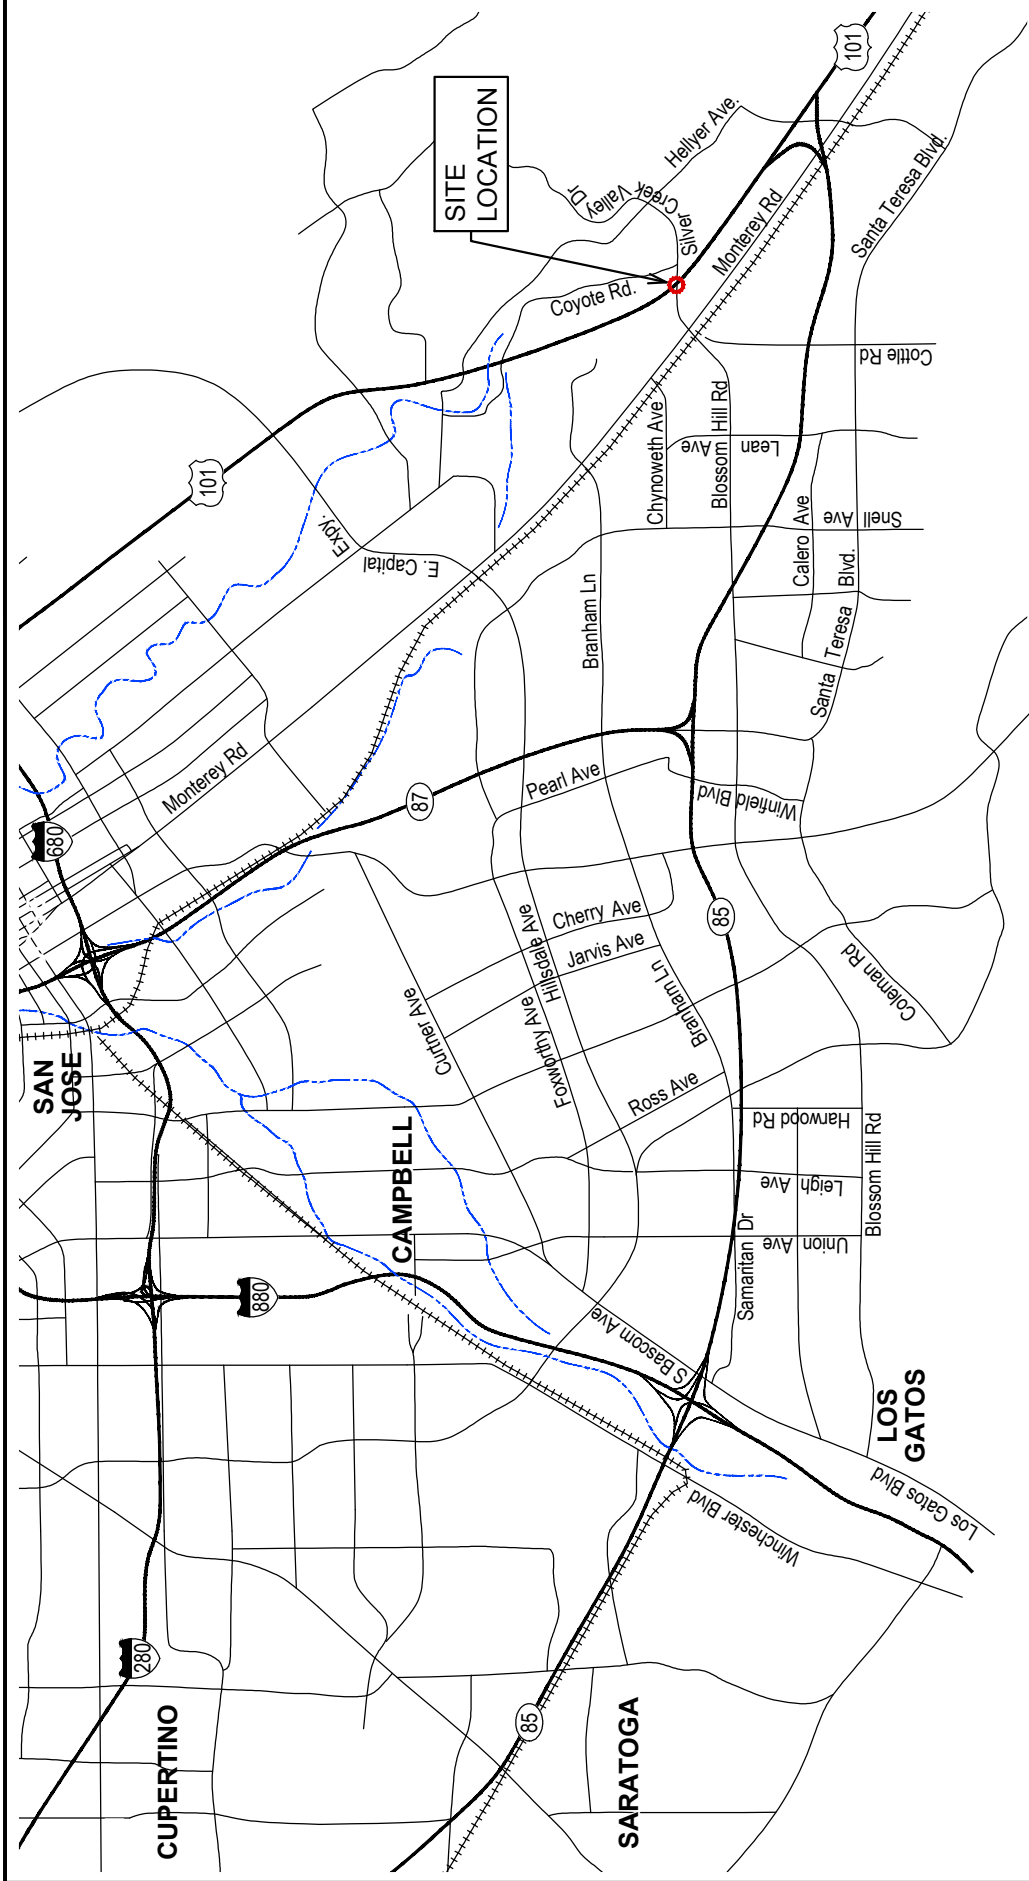 101
SITE
LOCATION
Hellyer Ave.
Silver Creek
Valley Dr
Coyote Rd.
Monterey Rd
Santa Teresa Blvd.
Cottle Rd
101
Expy.
E. Capital
Chynoweth Ave
Blossom Hill Rd
Lean Ave
Snell Ave
Calero Ave
Branham Ln
Santa Teresa Blvd.
Monterey Rd
680
87
Pearl Ave
Winfield Blvd
85
Cherry Ave
Jarvis Ave
Hillsdale Ave
Foxworthy Ave
Curtner Ave
Branham Ln
Ross Ave
Coleman Rd
SAN
JOSE
CAMPBELL
Harwood Rd
Leigh Ave
Union Ave
Blossom Hill Rd
Samaritan Dr
880
S Bascom Ave
LOS
GATOS
Los Gatos Blvd
Winchester Blvd
280
85
CUPERTINO
SARATOGA